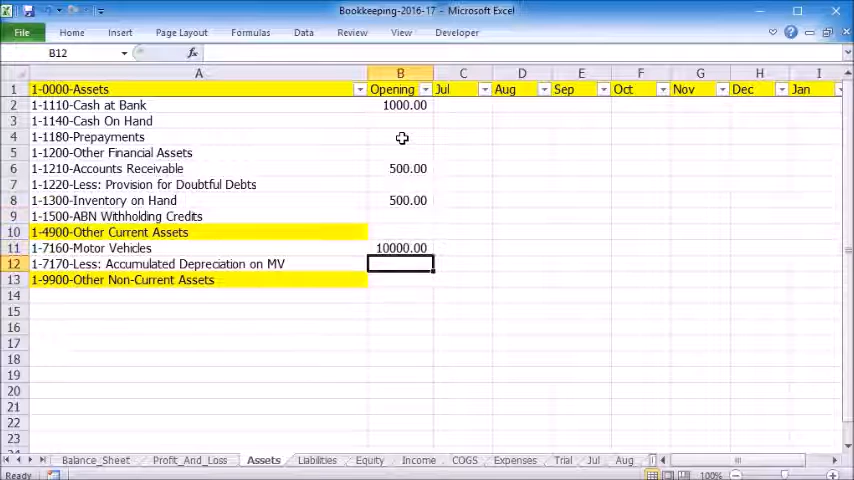 Bookkeeping-2016-17 - Microsoft Excel
File Home Insert Page Layout Formulas Data Review View Developer
B12 fx
A B C D E F G H I
1 1-0000-Assets Opening Jul Aug Sep Oct Nov Dec Jan
2 1-1110-Cash at Bank 1000.00
3 1-1140-Cash On Hand
4 1-1180-Prepayments
5 1-1200-Other Financial Assets
6 1-1210-Accounts Receivable 500.00
7 1-1220-Less: Provision for Doubtful Debts
8 1-1300-Inventory on Hand 500.00
9 1-1500-ABN Withholding Credits
10 1-4900-Other Current Assets
11 1-7160-Motor Vehicles 10000.00
12 1-7170-Less: Accumulated Depreciation on MV
13 1-9900-Other Non-Current Assets
14
15
16
17
18
19
20
21
22
23
Balance_Sheet Profit_And_Loss Assets Liabilities Equity Income COGS Expenses Trial Jul Aug
Ready 100%